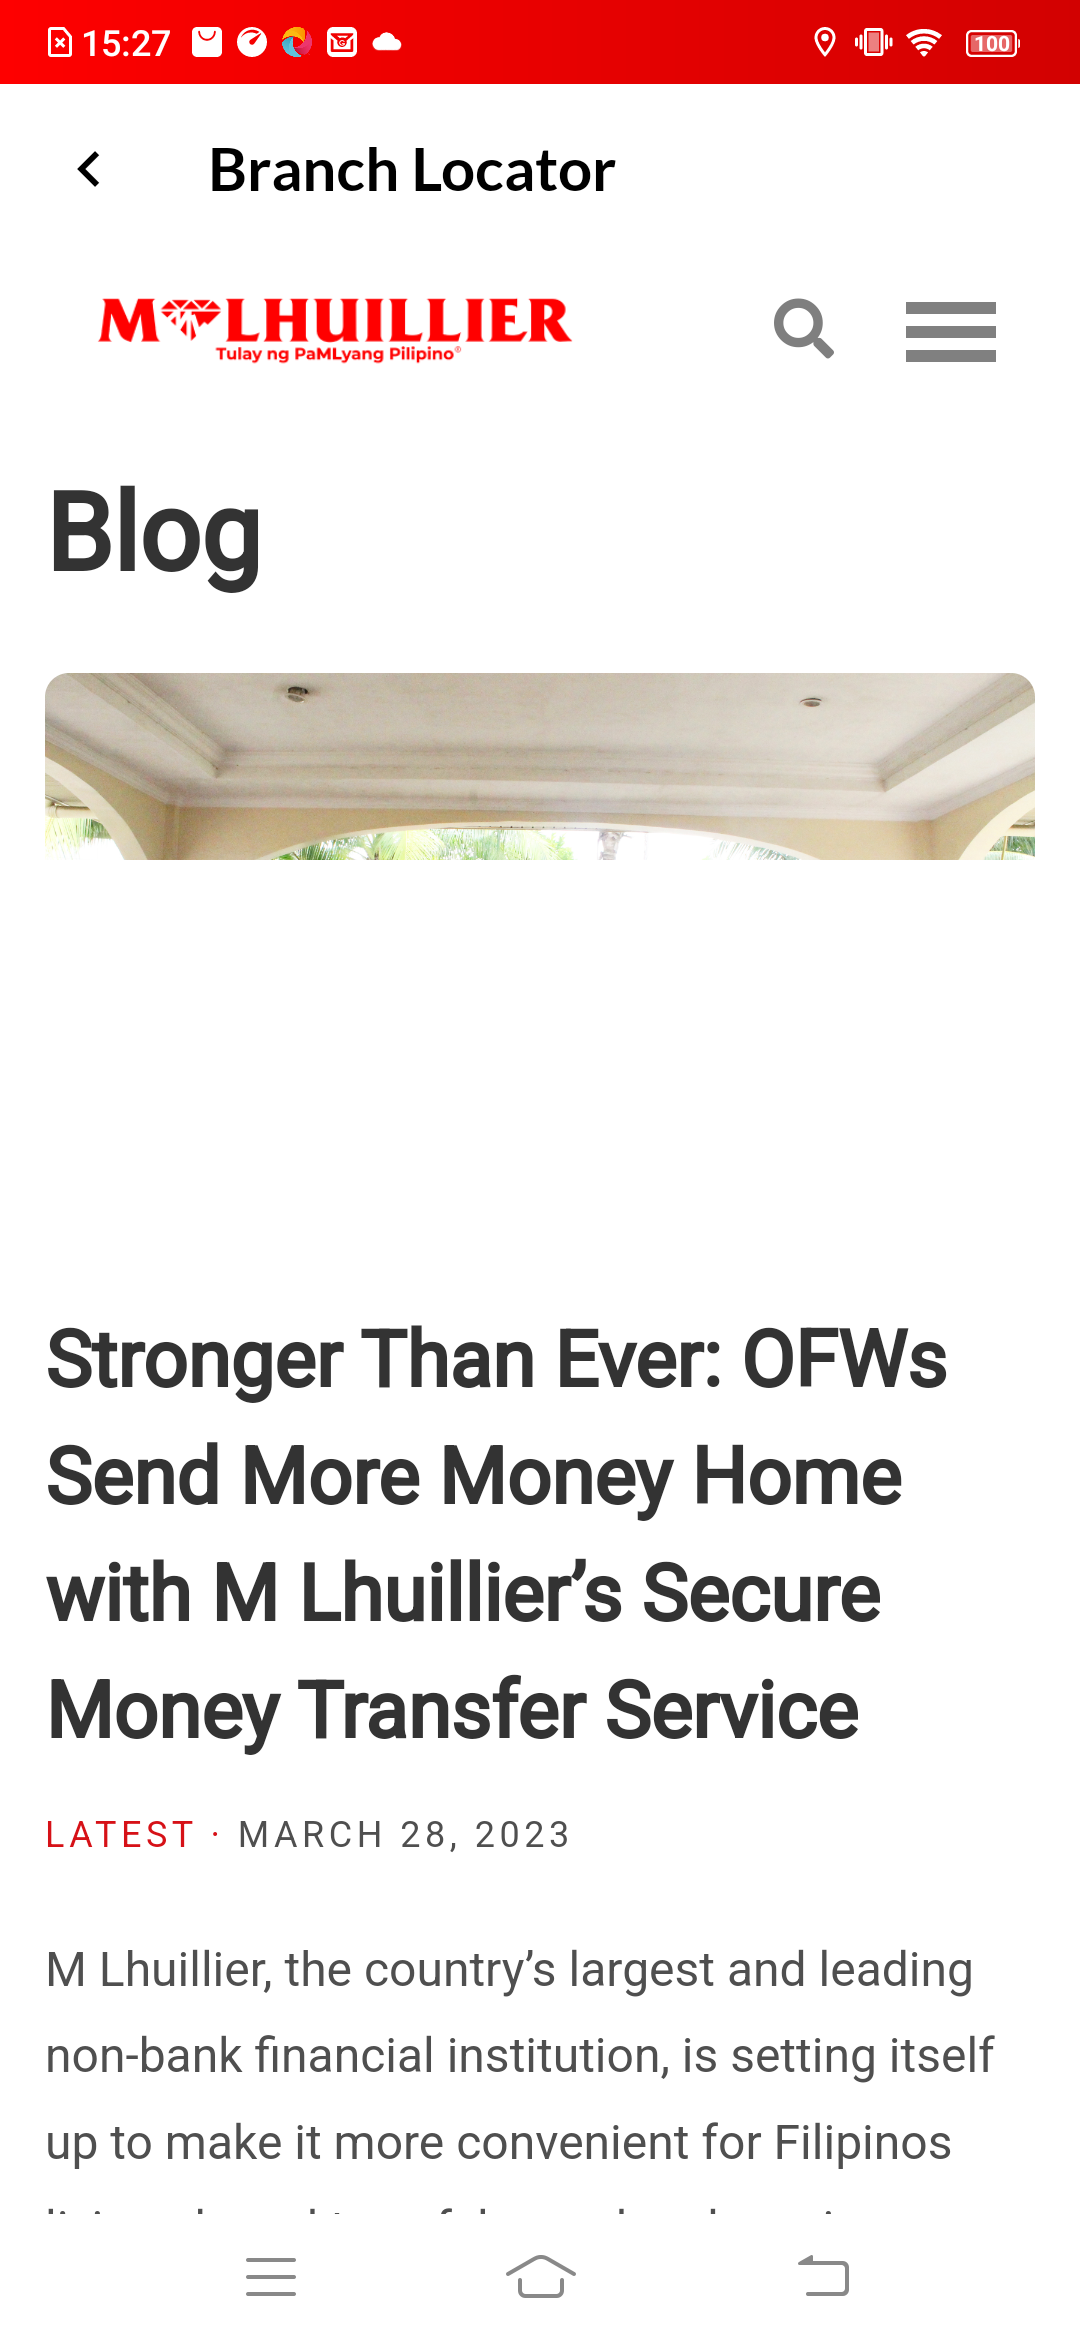 15:27
100
Branch Locator
M LHUILLIER
Tulay ng PaMLyang Pilipino®
Blog
Stronger Than Ever: OFWs
Send More Money Home
with M Lhuillier’s Secure
Money Transfer Service
LATEST · MARCH 28, 2023
M Lhuillier, the country’s largest and leading
non-bank financial institution, is setting itself
up to make it more convenient for Filipinos